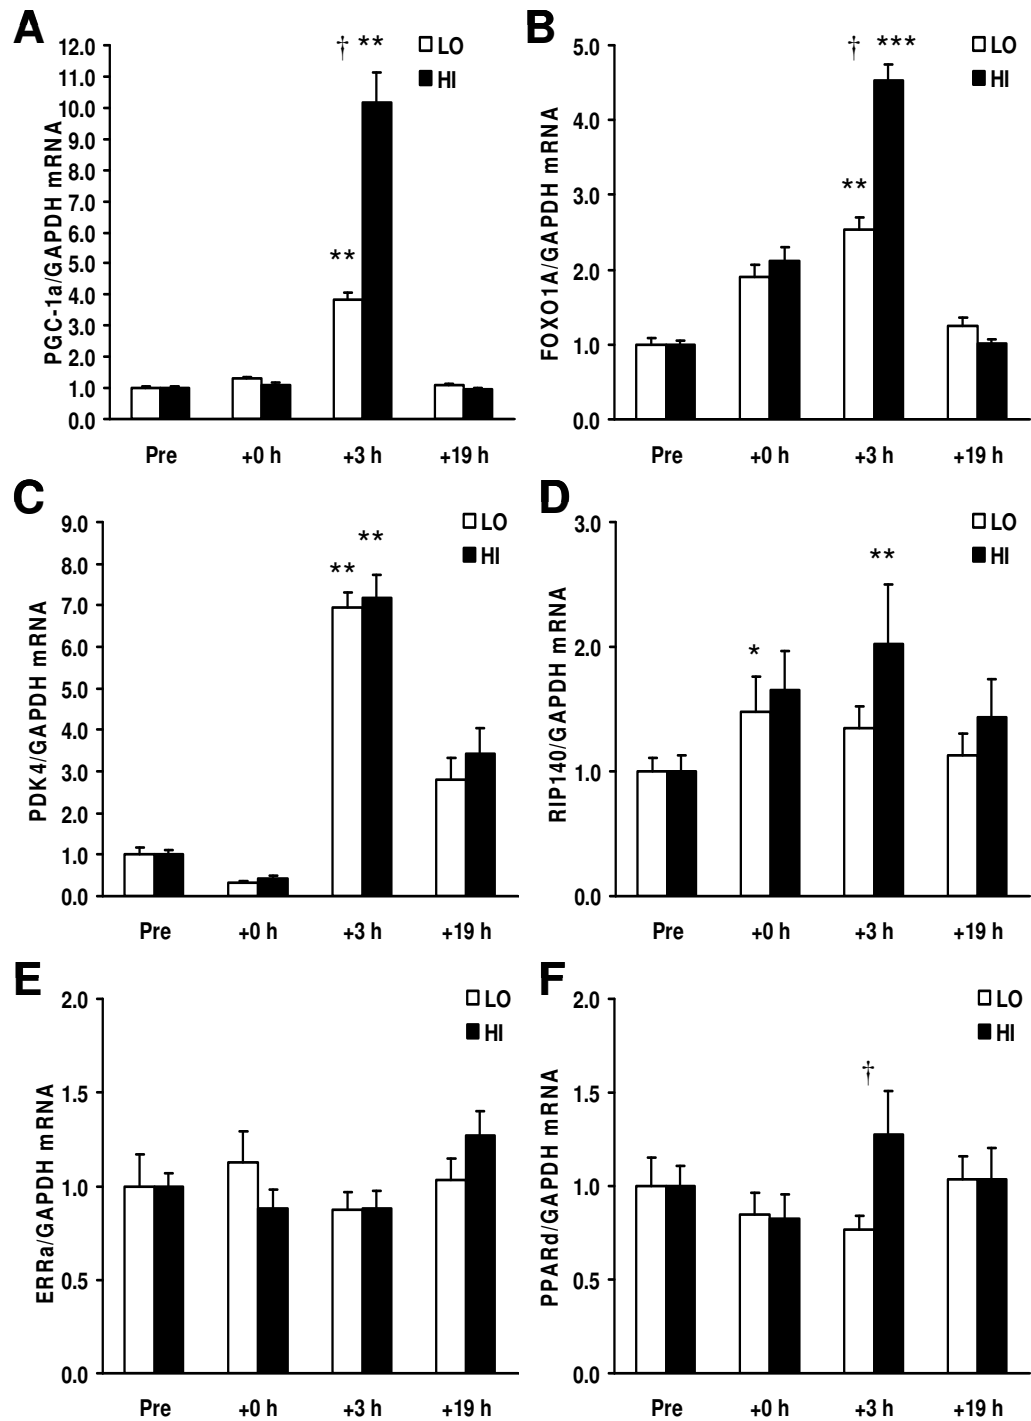 A
PGC-1a/GAPDH mRNA
12.0
11.0
10.0
9.0
8.0
7.0
6.0
5.0
4.0
3.0
2.0
1.0
0.0
† **
**
LO
HI
Pre +0 h +3 h +19 h
B
FOXO1A/GAPDH mRNA
5.0
4.0
3.0
2.0
1.0
0.0
† ***
**
LO
HI
Pre +0 h +3 h +19 h
C
PDK4/GAPDH mRNA
9.0
8.0
7.0
6.0
5.0
4.0
3.0
2.0
1.0
0.0
**
**
LO
HI
Pre +0 h +3 h +19 h
D
RIP140/GAPDH mRNA
3.0
2.0
1.0
0.0
*
**
LO
HI
Pre +0 h +3 h +19 h
E
ERRa/GAPDH mRNA
2.0
1.5
1.0
0.5
0.0
LO
HI
Pre +0 h +3 h +19 h
F
PPARd/GAPDH mRNA
2.0
1.5
1.0
0.5
0.0
†
LO
HI
Pre +0 h +3 h +19 h